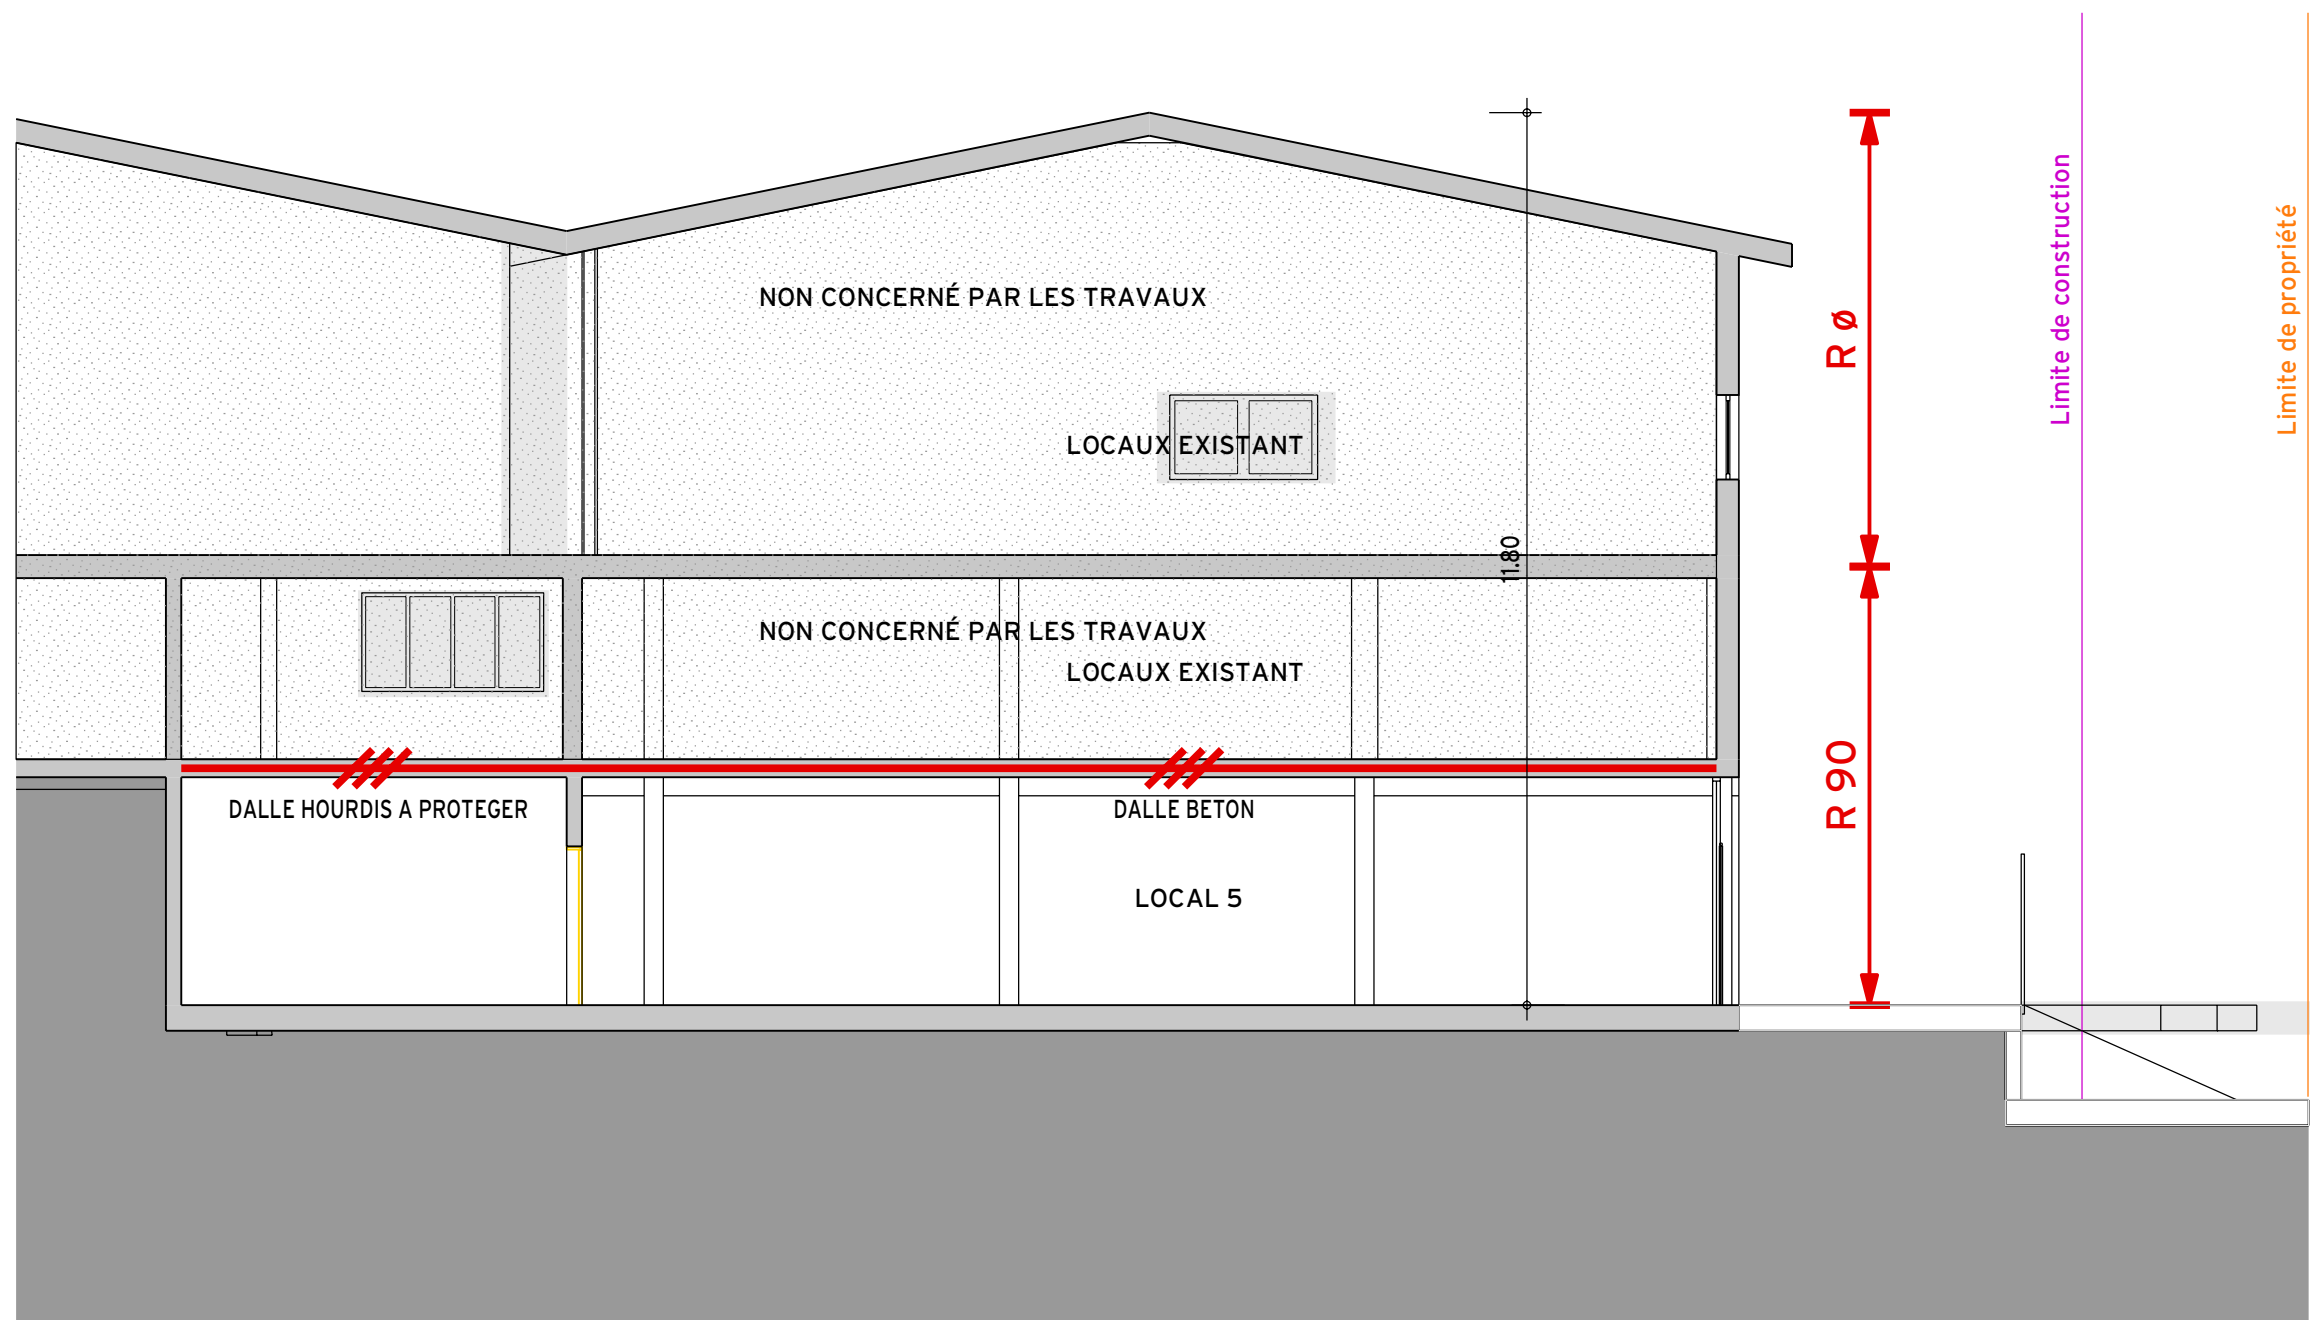 NON CONCERNÉ PAR LES TRAVAUX
LOCAUX EXISTANT
NON CONCERNÉ PAR LES TRAVAUX
LOCAUX EXISTANT
DALLE HOURDIS A PROTEGER
DALLE BETON
LOCAL 5
11.80
R ø
R 90
Limite de construction
Limite de propriété